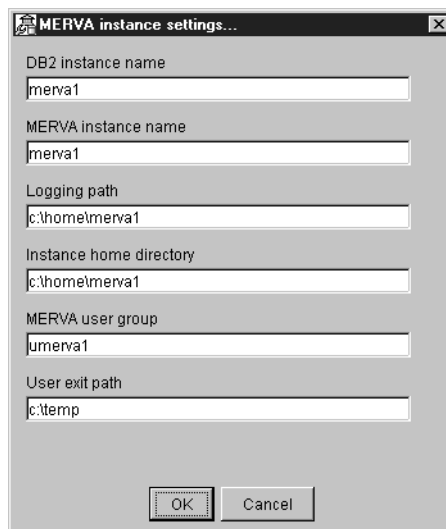 MERVA instance settings...
DB2 instance name
merva1
MERVA instance name
merva1
Logging path
c:\home\merva1
Instance home directory
c:\home\merva1
MERVA user group
umerva1
User exit path
c:\temp
OK Cancel